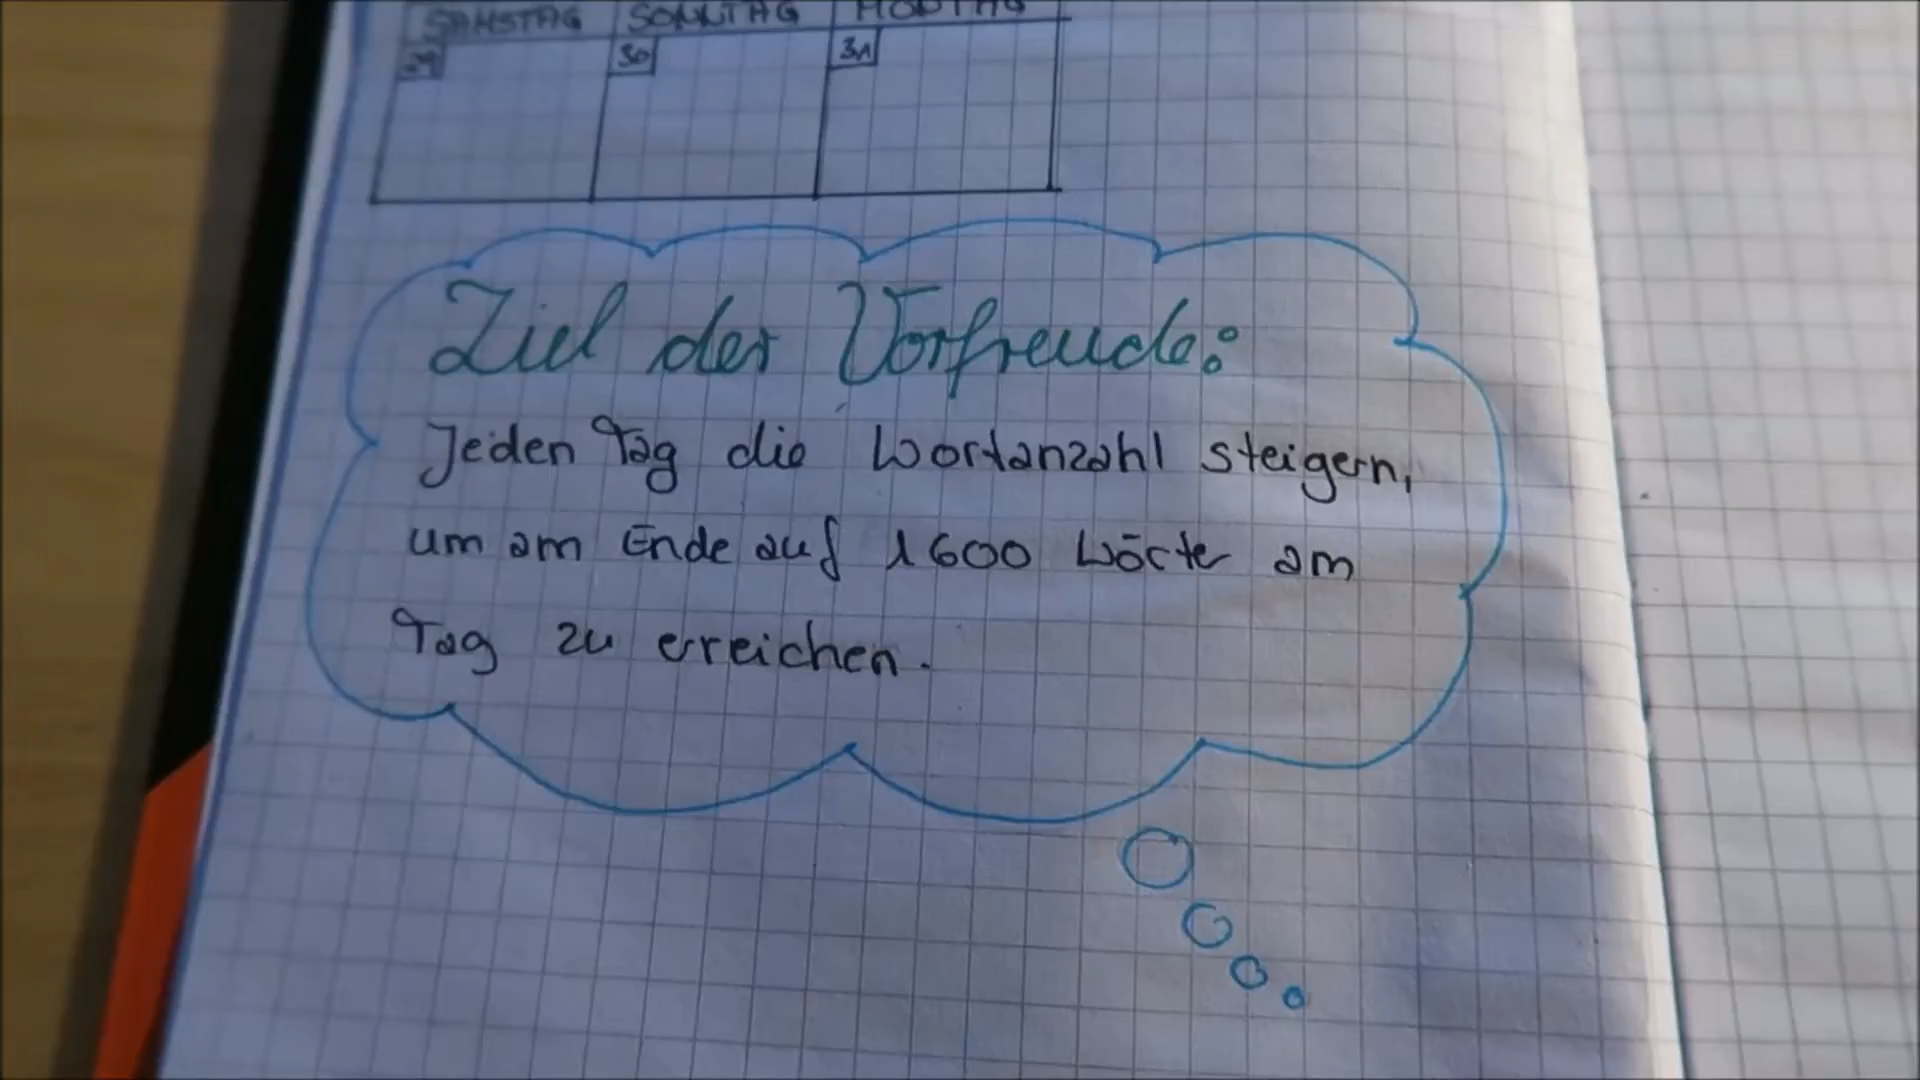 SAMSTAG SONNTAG MONTAG
29 30 31
Ziel der Vorfreude:
Jeden Tag die Wortanzahl steigern,
um am Ende auf 1600 Wörter am
Tag zu erreichen.